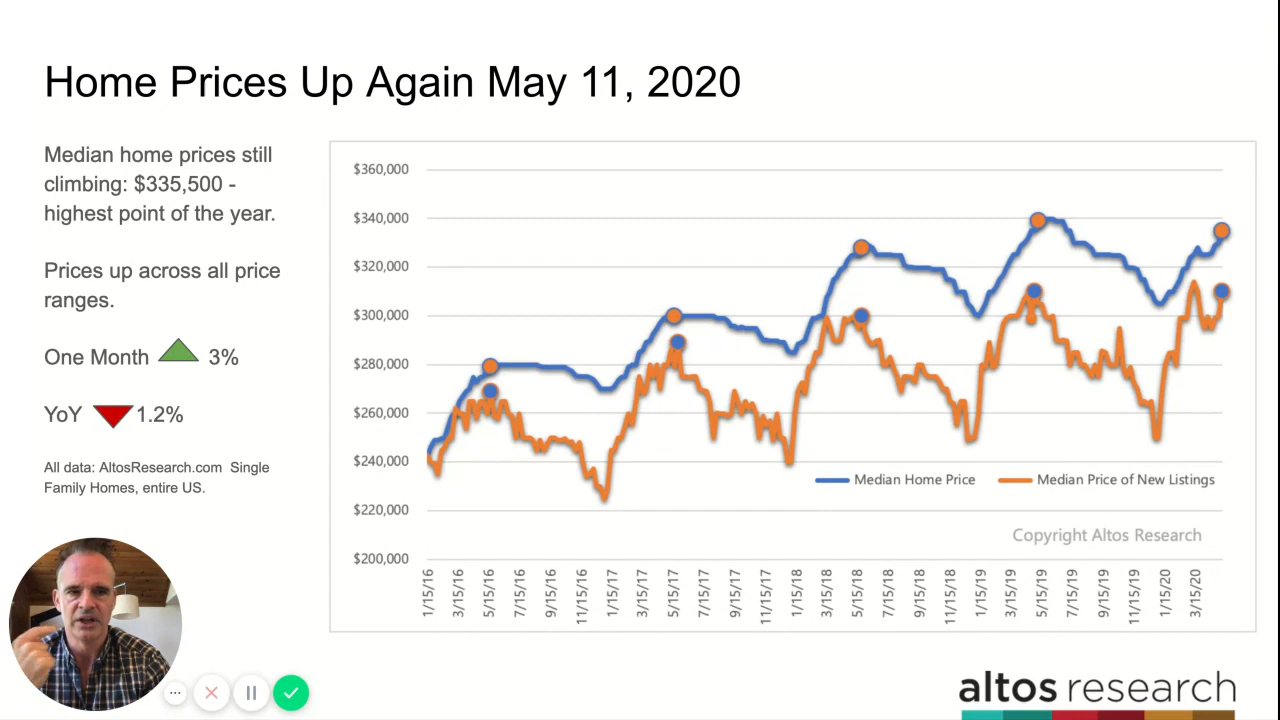 Home Prices Up Again May 11, 2020
Median home prices still
climbing: $335,500 -
highest point of the year.
Prices up across all price
ranges.
One Month 3%
YoY 1.2%
All data: AltosResearch.com Single
Family Homes, entire US.
$360,000
$340,000
$320,000
$300,000
$280,000
$260,000
$240,000
$220,000
$200,000
Median Home Price
Median Price of New Listings
Copyright Altos Research
1/15/16
3/15/16
5/15/16
7/15/16
9/15/16
11/15/16
1/15/17
3/15/17
5/15/17
7/15/17
9/15/17
11/15/17
1/15/18
3/15/18
5/15/18
7/15/18
9/15/18
11/15/18
1/15/19
3/15/19
5/15/19
7/15/19
9/15/19
11/15/19
1/15/20
3/15/20
altos research